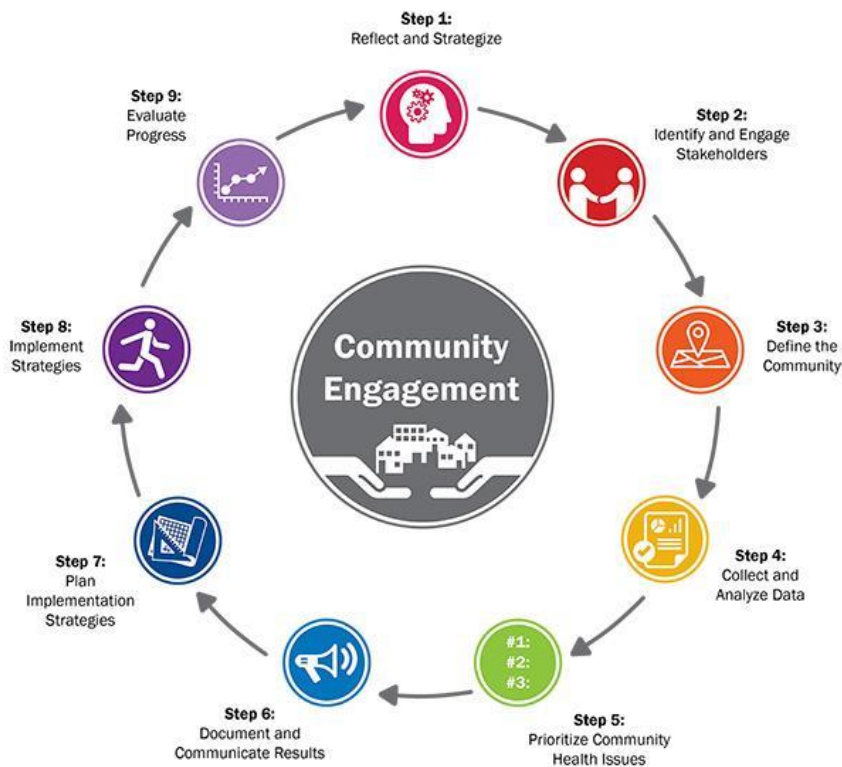 Step 1:
Reflect and Strategize
Step 2:
Identify and Engage
Stakeholders
Step 3:
Define the
Community
Step 4:
Collect and
Analyze Data
#1:
#2:
#3:
Step 5:
Prioritize Community
Health Issues
Step 6:
Document and
Communicate Results
Step 7:
Plan
Implementation
Strategies
Step 8:
Implement
Strategies
Step 9:
Evaluate
Progress
Community
Engagement